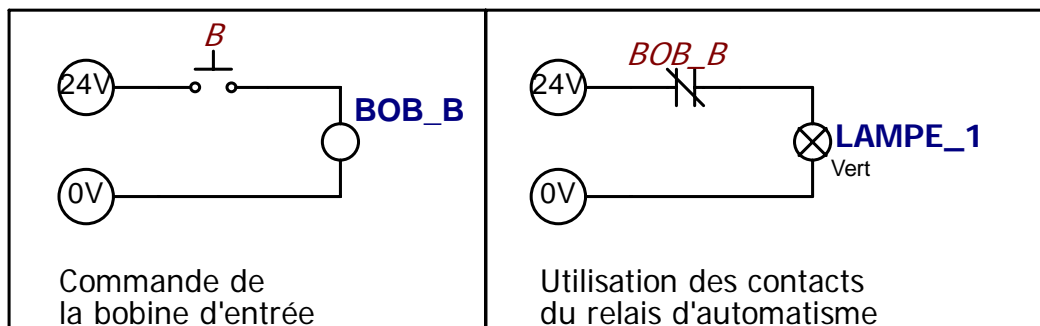 B
24V
BOB_B
0V
Commande de
la bobine d'entrée
BOB_B
24V
LAMPE_1
Vert
0V
Utilisation des contacts
du relais d'automatisme